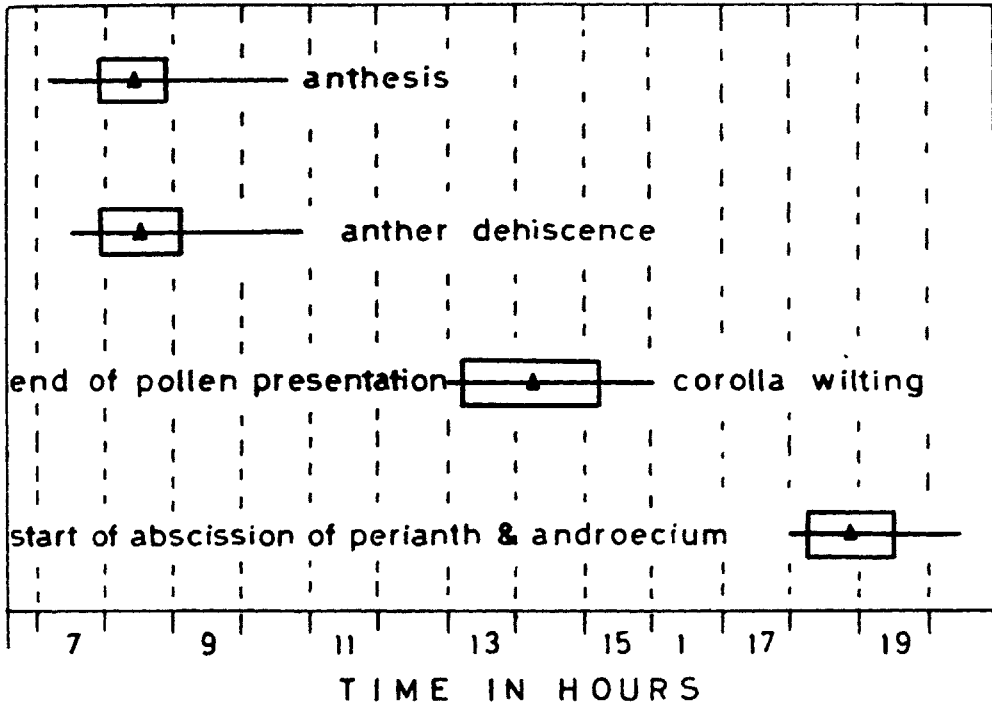 anthesis
anther dehiscence
end of pollen presentation corolla wilting
start of abscission of perianth & androecium
7 9 11 13 15 17 19
TIME IN HOURS